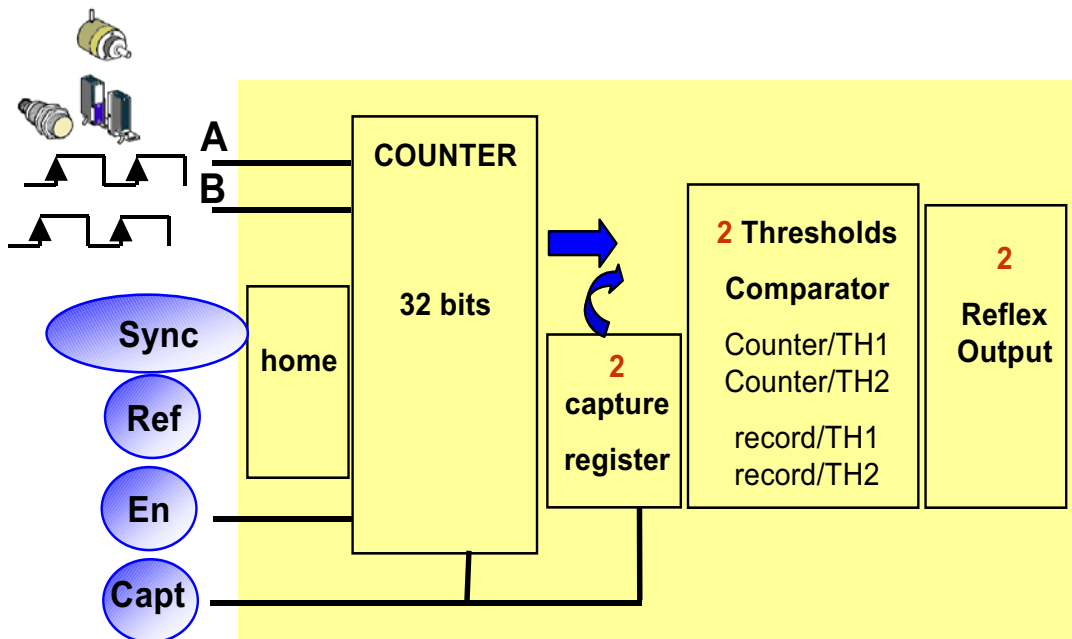 A
B
COUNTER
32 bits
Sync
home
Ref
En
Capt
2
capture
register
2 Thresholds
Comparator
Counter/TH1
Counter/TH2
record/TH1
record/TH2
2
Reflex
Output